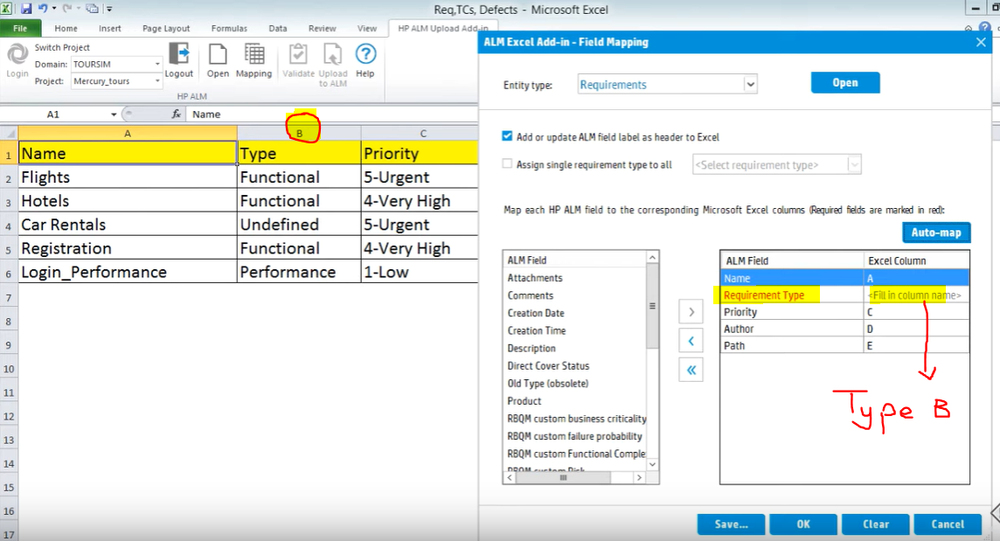 Req,TCs, Defects - Microsoft Excel
File Home Insert Page Layout Formulas Data Review View HP ALM Upload Add-in
Switch Project
Domain: TOURSIM
Project: Mercury_tours
Login Logout Open Mapping Validate Upload to ALM Help
HP ALM
A1 fx Name
A B C
1 Name Type Priority
2 Flights Functional 5-Urgent
3 Hotels Functional 4-Very High
4 Car Rentals Undefined 5-Urgent
5 Registration Functional 4-Very High
6 Login_Performance Performance 1-Low
7
8
9
10
11
12
13
14
15
16
17
ALM Excel Add-in - Field Mapping
Entity type: Requirements Open
Add or update ALM field label as header to Excel
Assign single requirement type to all <Select requirement type>
Map each HP ALM field to the corresponding Microsoft Excel columns (Required fields are marked in red):
Auto-map
ALM Field
Attachments
Comments
Creation Date
Creation Time
Description
Direct Cover Status
Old Type (obsolete)
Product
RBQM custom business criticality
RBQM custom failure probability
RBQM custom Functional Comple
RBQM custom Risk
ALM Field Excel Column
Name A
Requirement Type <Fill in column name>
Priority C
Author D
Path E
Type B
Save... OK Clear Cancel